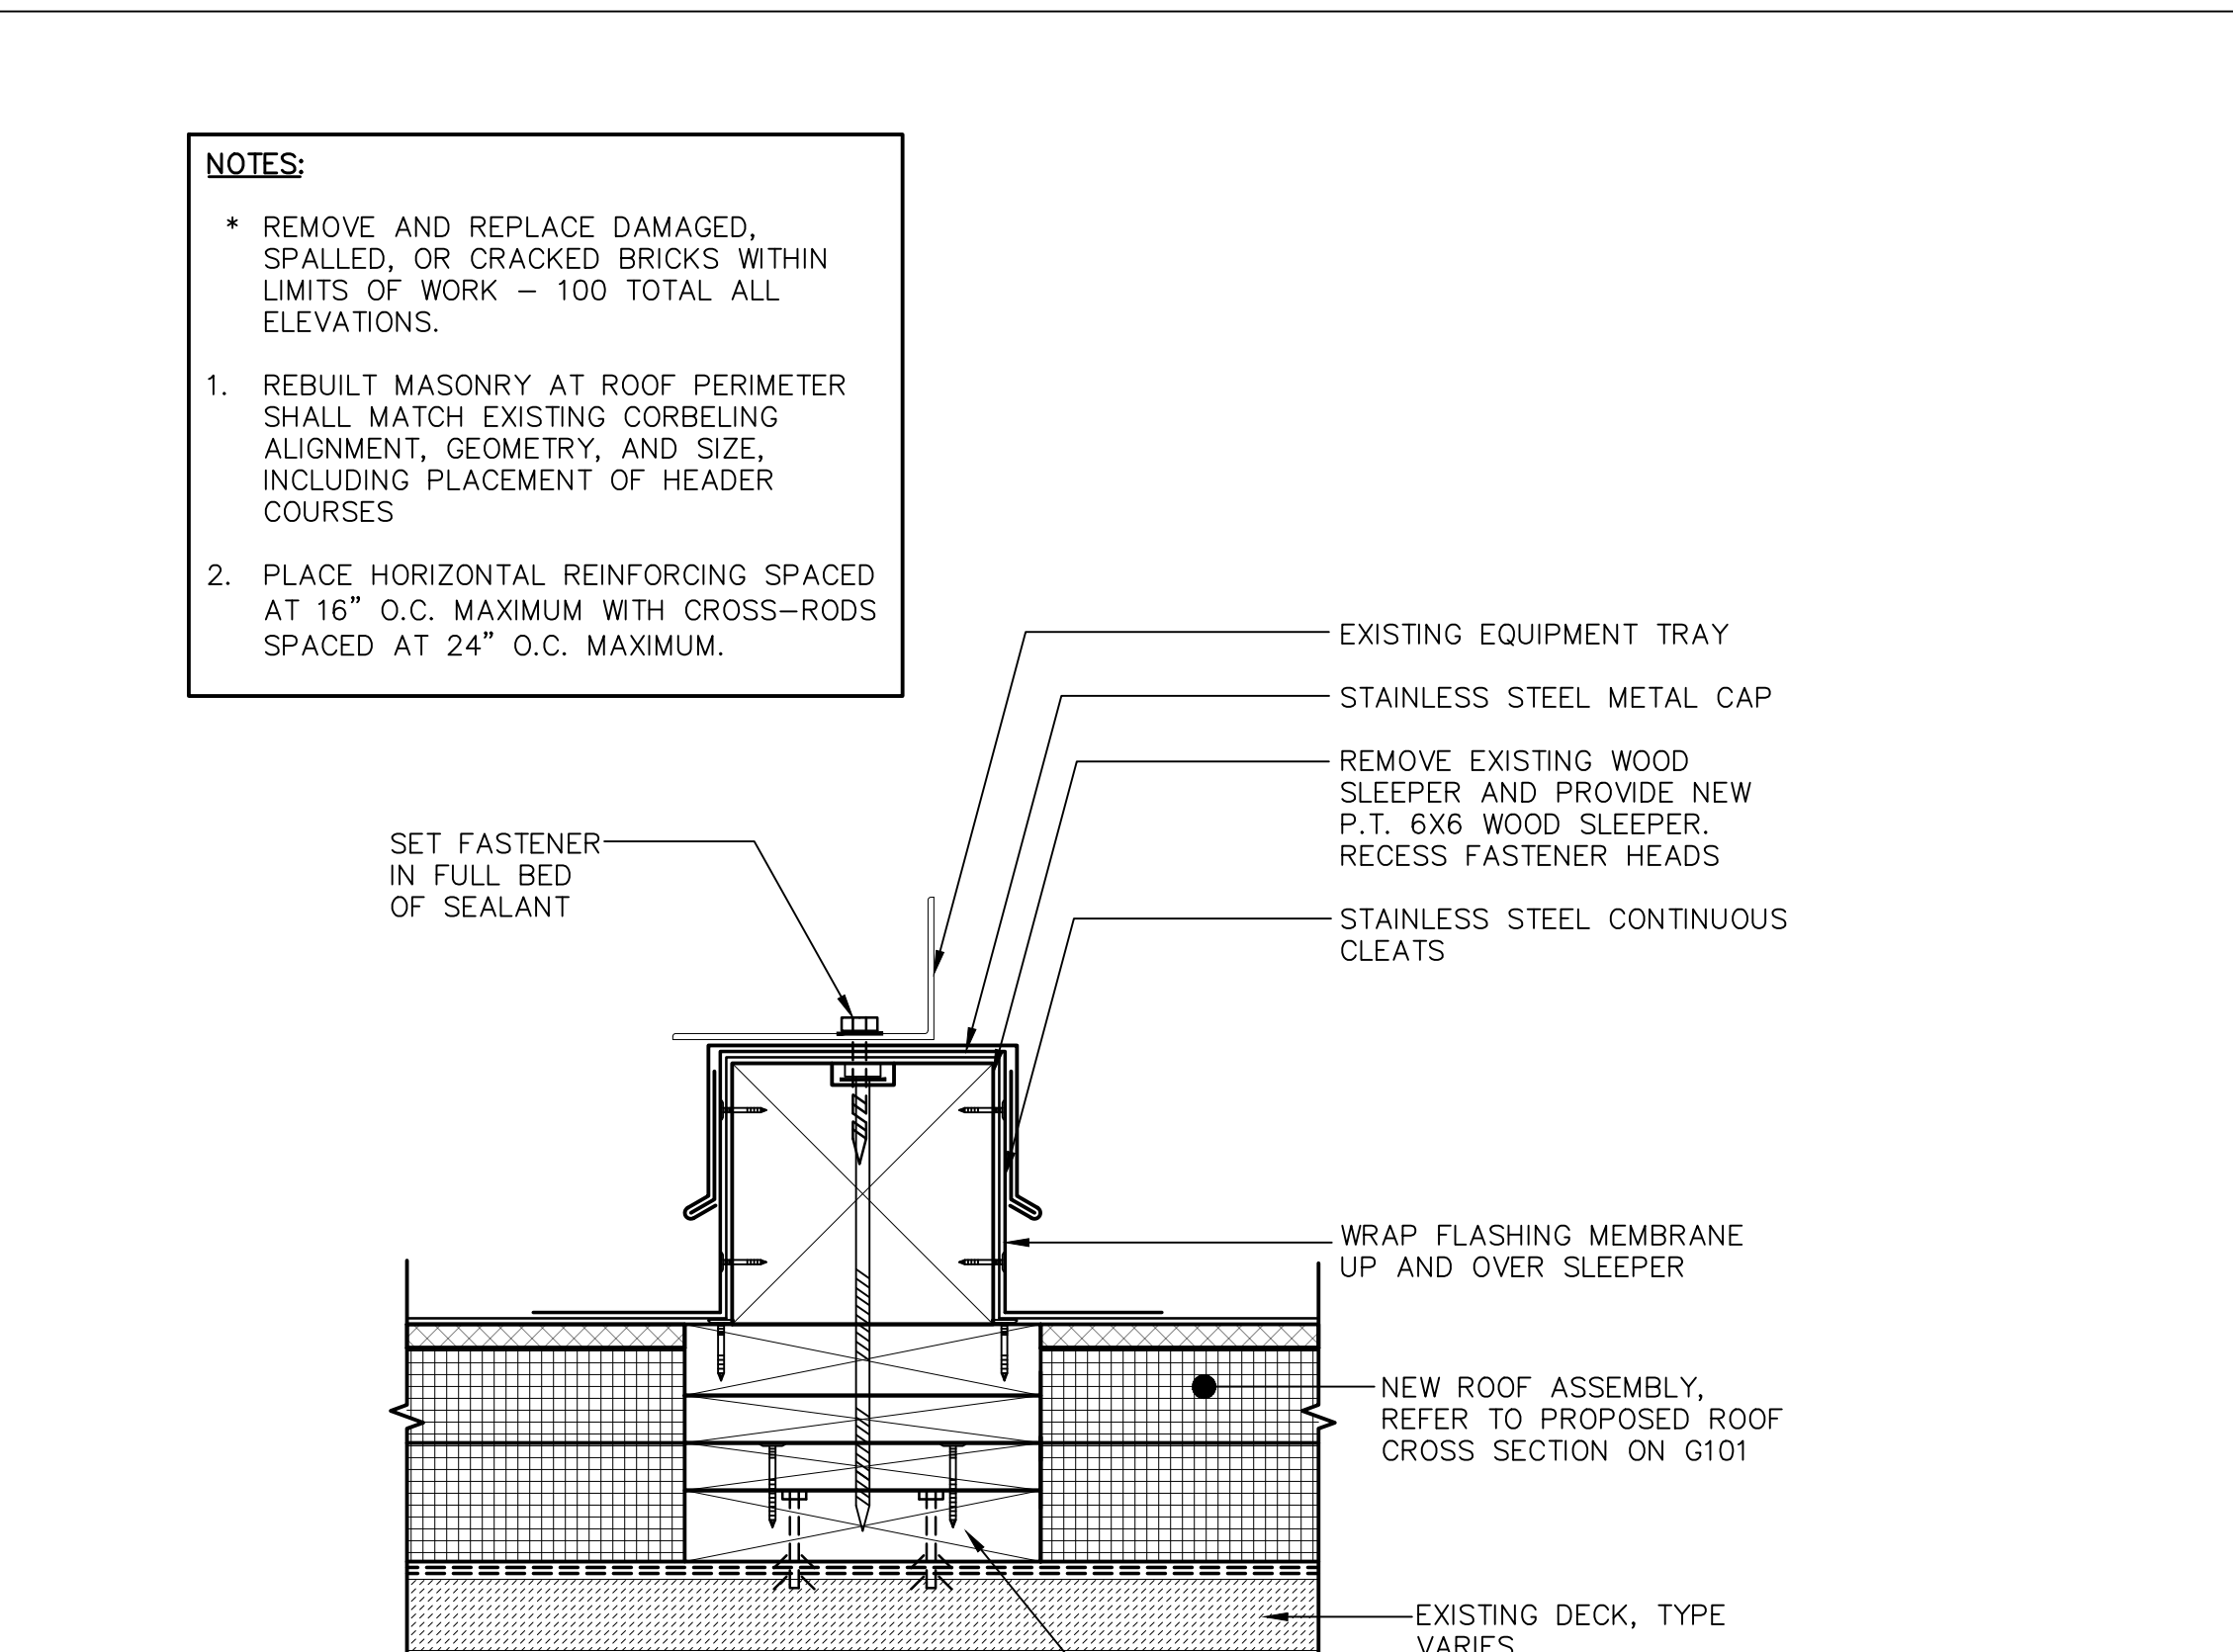 NOTES:
* REMOVE AND REPLACE DAMAGED,
SPALLED, OR CRACKED BRICKS WITHIN
LIMITS OF WORK – 100 TOTAL ALL
ELEVATIONS.
1. REBUILT MASONRY AT ROOF PERIMETER
SHALL MATCH EXISTING CORBELING
ALIGNMENT, GEOMETRY, AND SIZE,
INCLUDING PLACEMENT OF HEADER
COURSES
2. PLACE HORIZONTAL REINFORCING SPACED
AT 16” O.C. MAXIMUM WITH CROSS–RODS
SPACED AT 24” O.C. MAXIMUM.
EXISTING EQUIPMENT TRAY
STAINLESS STEEL METAL CAP
REMOVE EXISTING WOOD
SLEEPER AND PROVIDE NEW
P.T. 6X6 WOOD SLEEPER.
RECESS FASTENER HEADS
SET FASTENER
IN FULL BED
OF SEALANT
STAINLESS STEEL CONTINUOUS
CLEATS
WRAP FLASHING MEMBRANE
UP AND OVER SLEEPER
NEW ROOF ASSEMBLY,
REFER TO PROPOSED ROOF
CROSS SECTION ON G101
EXISTING DECK, TYPE
VARIES